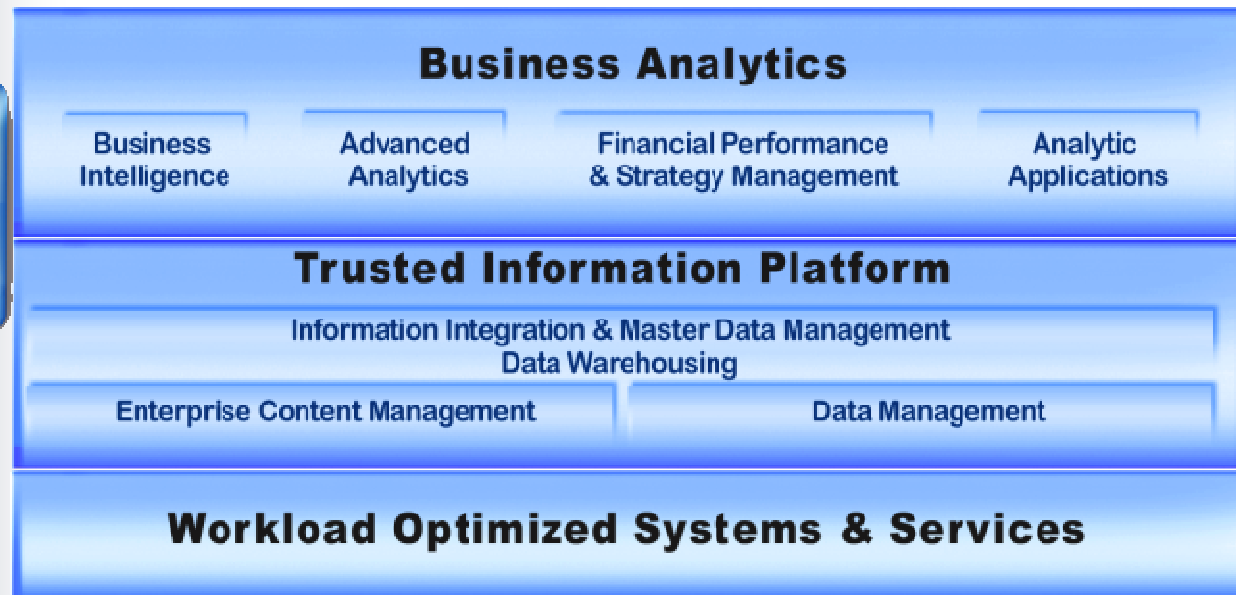 Business Analytics
Business
Intelligence
Advanced
Analytics
Financial Performance
& Strategy Management
Analytic
Applications
Trusted Information Platform
Information Integration & Master Data Management
Data Warehousing
Enterprise Content Management
Data Management
Workload Optimized Systems & Services